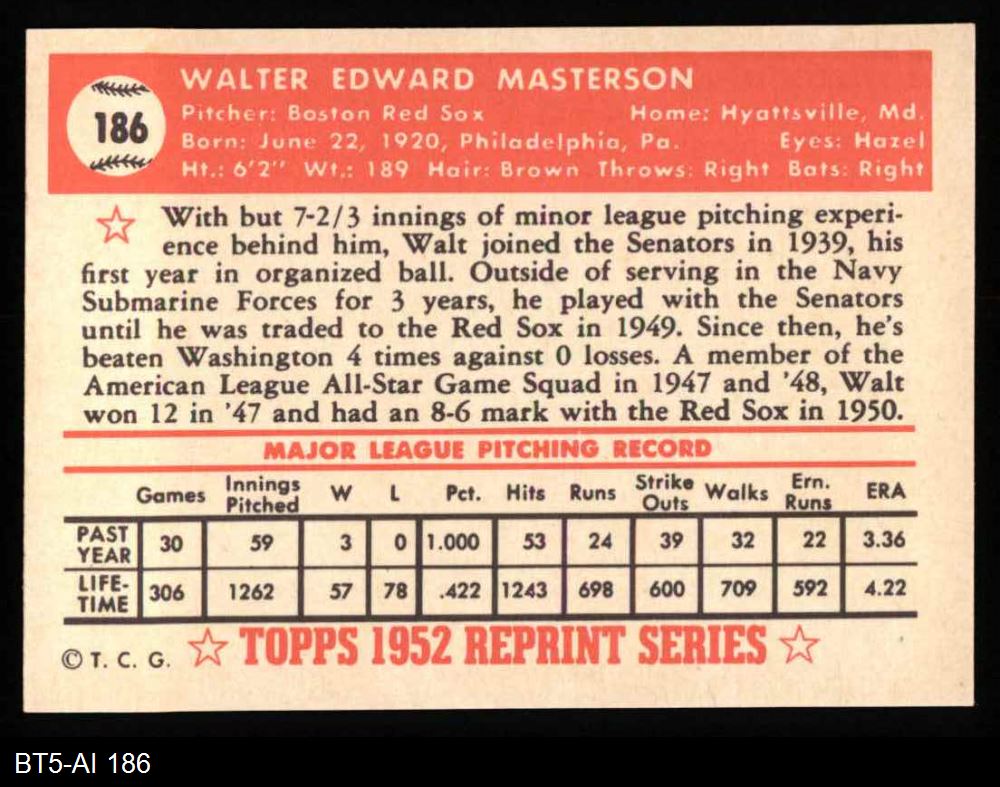 186
WALTER EDWARD MASTERSON
Pitcher: Boston Red Sox Home: Hyattsville, Md.
Born: June 22, 1920, Philadelphia, Pa. Eyes: Hazel
Ht.: 6'2" Wt.: 189 Hair: Brown Throws: Right Bats: Right
With but 7-2/3 innings of minor league pitching experi-
ence behind him, Walt joined the Senators in 1939, his
first year in organized ball. Outside of serving in the Navy
Submarine Forces for 3 years, he played with the Senators
until he was traded to the Red Sox in 1949. Since then, he's
beaten Washington 4 times against 0 losses. A member of the
American League All-Star Game Squad in 1947 and '48, Walt
won 12 in '47 and had an 8-6 mark with the Red Sox in 1950.
MAJOR LEAGUE PITCHING RECORD
Games Innings Pitched W L Pct. Hits Runs Strike Outs Walks Ern. Runs ERA
PAST YEAR 30 59 3 0 1.000 53 24 39 32 22 3.36
LIFE-TIME 306 1262 57 78 .422 1243 698 600 709 592 4.22
© T. C. G. TOPPS 1952 REPRINT SERIES
BT5-AI 186